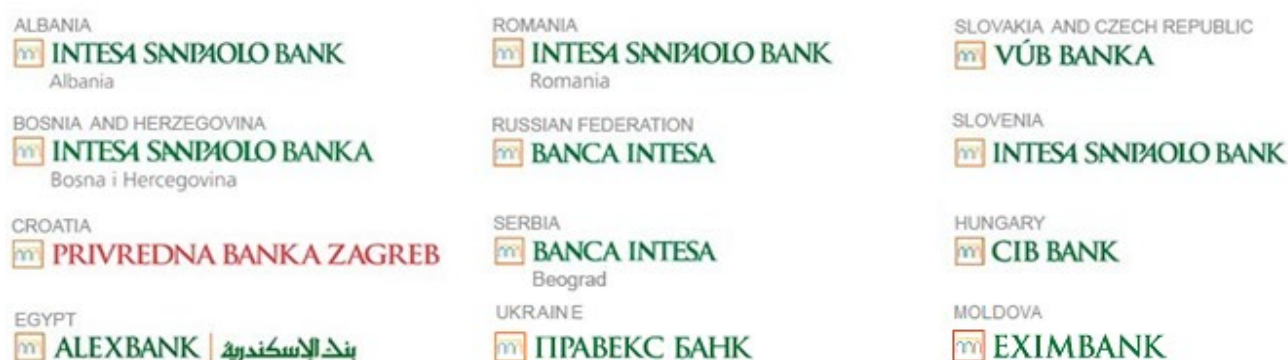 ALBANIA
INTESA SANPAOLO BANK
Albania
BOSNIA AND HERZEGOVINA
INTESA SANPAOLO BANKA
Bosna i Hercegovina
CROATIA
PRIVREDNA BANKA ZAGREB
EGYPT
ALEXBANK | بنك الإسكندرية
ROMANIA
INTESA SANPAOLO BANK
Romania
RUSSIAN FEDERATION
BANCA INTESA
SERBIA
BANCA INTESA
Beograd
UKRAINE
ПРАВЕКС БАНК
SLOVAKIA AND CZECH REPUBLIC
VÚB BANKA
SLOVENIA
INTESA SANPAOLO BANK
HUNGARY
CIB BANK
MOLDOVA
EXIMBANK